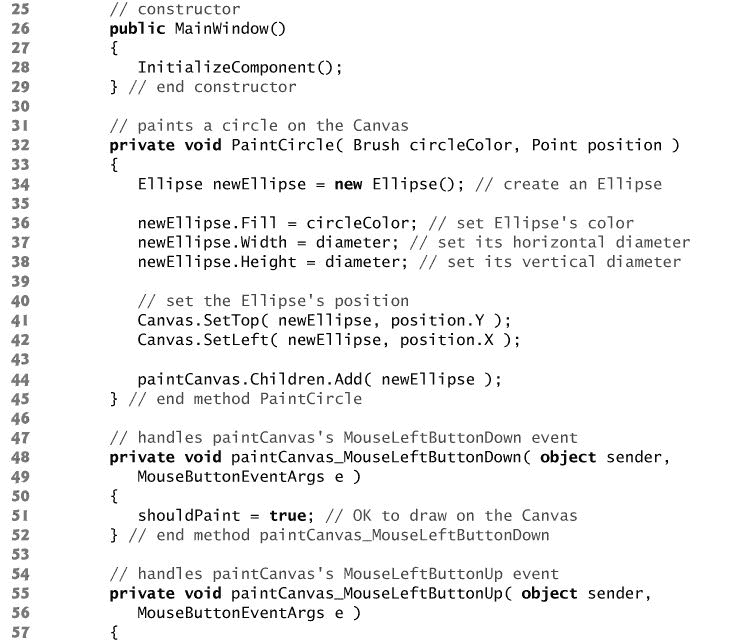 25 // constructor
26 public MainWindow()
27 {
28 InitializeComponent();
29 } // end constructor
30
31 // paints a circle on the Canvas
32 private void PaintCircle( Brush circleColor, Point position )
33 {
34 Ellipse newEllipse = new Ellipse(); // create an Ellipse
35
36 newEllipse.Fill = circleColor; // set Ellipse's color
37 newEllipse.Width = diameter; // set its horizontal diameter
38 newEllipse.Height = diameter; // set its vertical diameter
39
40 // set the Ellipse's position
41 Canvas.SetTop( newEllipse, position.Y );
42 Canvas.SetLeft( newEllipse, position.X );
43
44 paintCanvas.Children.Add( newEllipse );
45 } // end method PaintCircle
46
47 // handles paintCanvas's MouseLeftButtonDown event
48 private void paintCanvas_MouseLeftButtonDown( object sender,
49 MouseButtonEventArgs e )
50 {
51 shouldPaint = true; // OK to draw on the Canvas
52 } // end method paintCanvas_MouseLeftButtonDown
53
54 // handles paintCanvas's MouseLeftButtonUp event
55 private void paintCanvas_MouseLeftButtonUp( object sender,
56 MouseButtonEventArgs e )
57 {